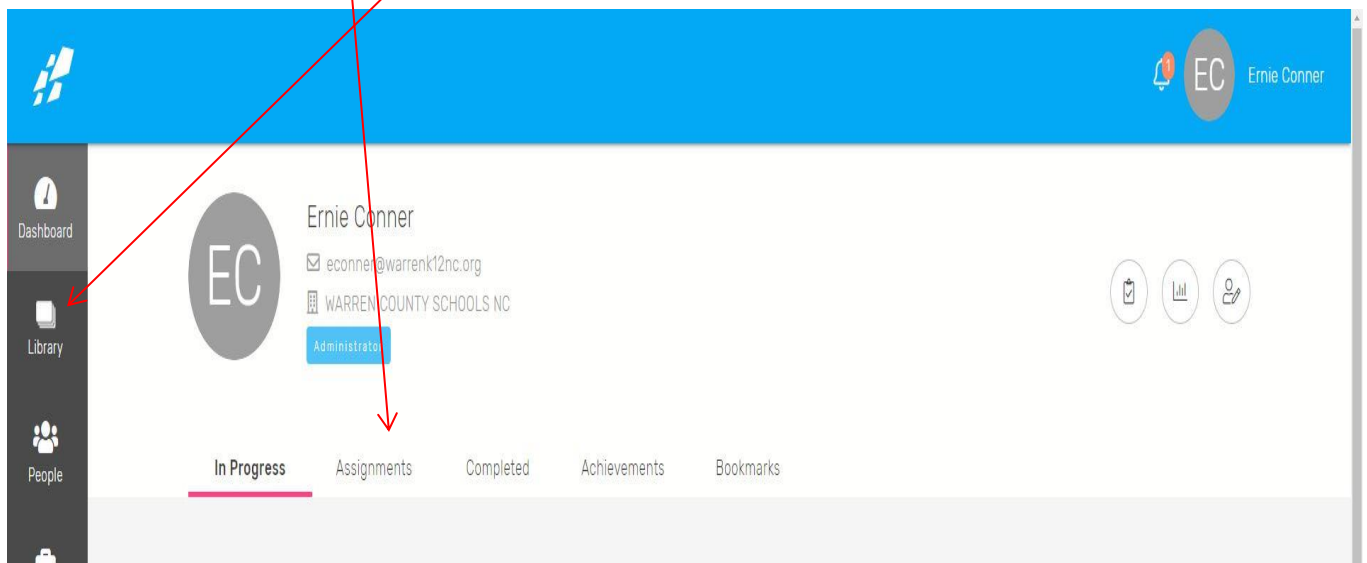 1
EC
Ernie Conner
Dashboard
Library
People
EC
Ernie Conner
econner@warrenk12nc.org
WARREN COUNTY SCHOOLS NC
Administrator
In Progress
Assignments
Completed
Achievements
Bookmarks